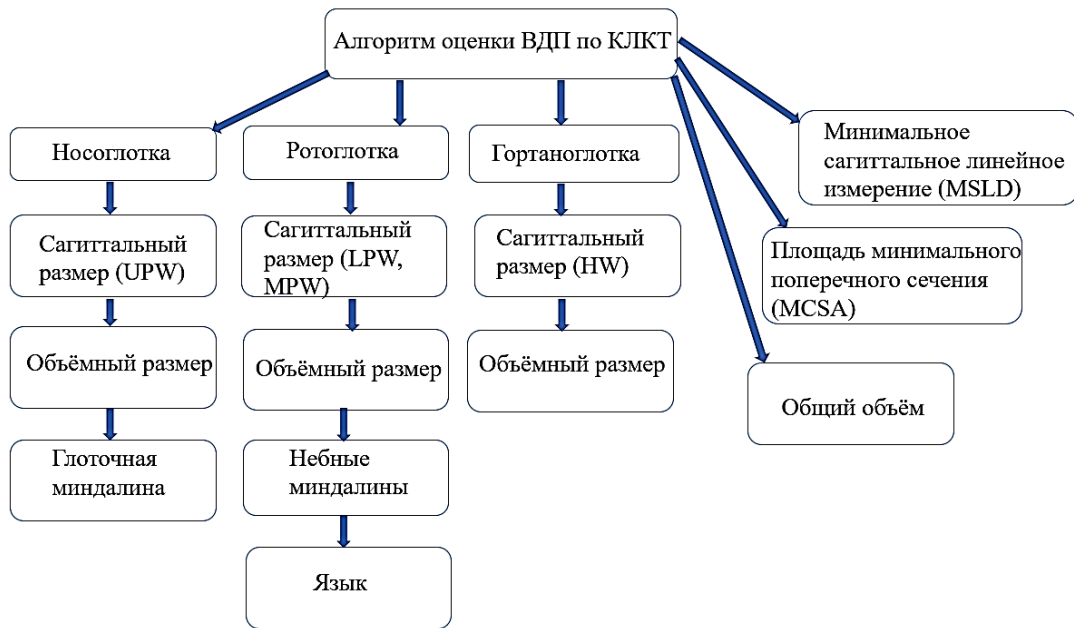 Алгоритм оценки ВДП по КЛКТ
Носоглотка
Ротоглотка
Гортаноглотка
Минимальное
сагиттальное линейное
измерение (MSLD)
Сагиттальный
размер (UPW)
Сагиттальный
размер (LPW,
MPW)
Сагиттальный
размер (HW)
Площадь минимального
поперечного сечения
(MCSA)
Объёмный размер
Объёмный размер
Объёмный размер
Общий объём
Глоточная
миндалина
Небные
миндалины
Язык